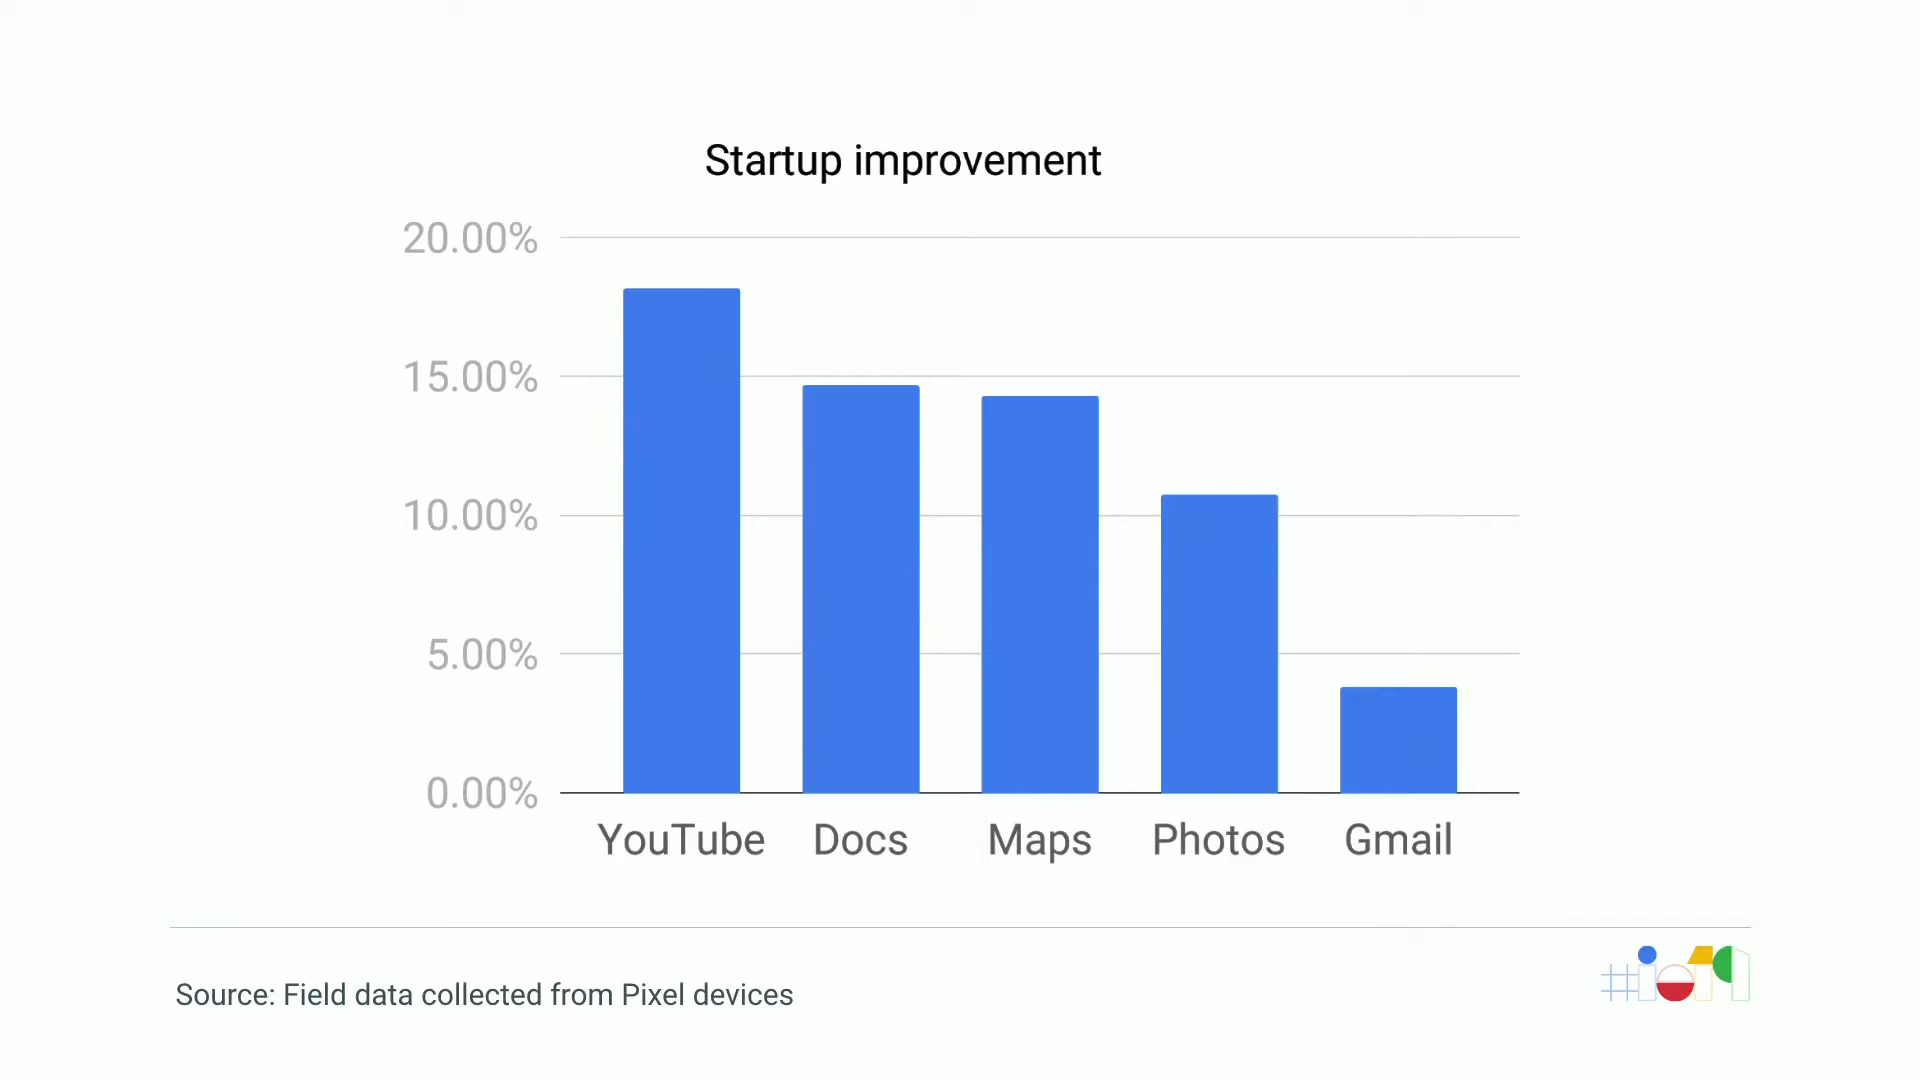 Startup improvement
20.00%
15.00%
10.00%
5.00%
0.00%
YouTube Docs Maps Photos Gmail
Source: Field data collected from Pixel devices
#io19